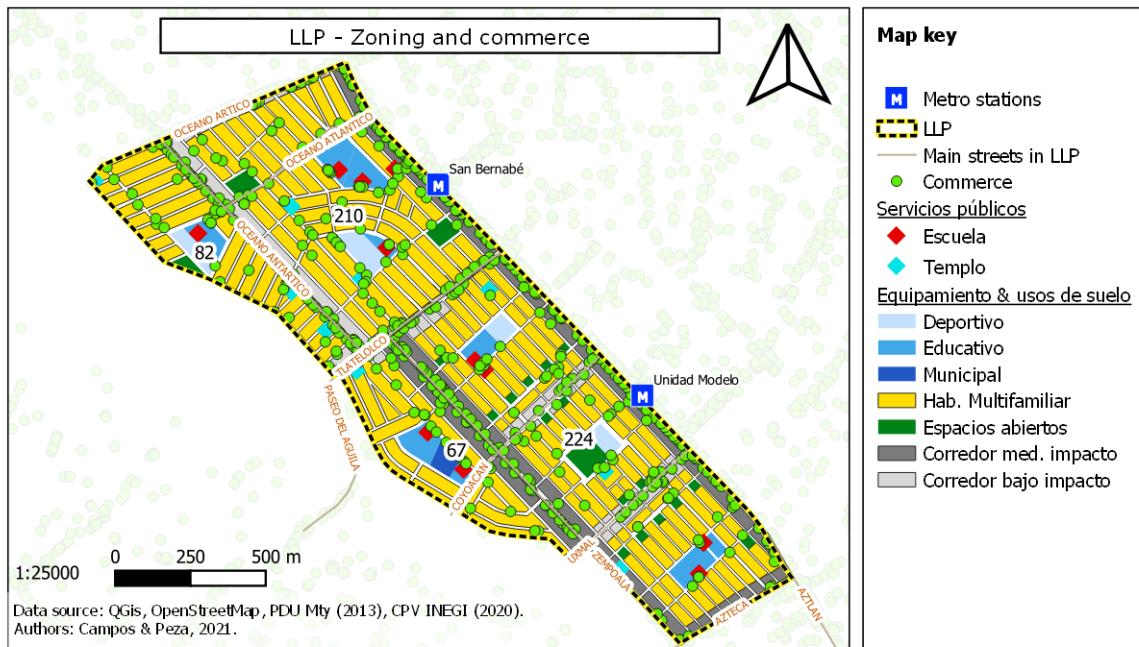 LLP - Zoning and commerce
OCEANO ARTICO
OCEANO ATLANTICO
M
San Bernabé
210
82
OCEANO ANTARTICO
TLATELOLCO
M
Unidad Modelo
PASEO DEL AGUILA
67
224
COYOACAN
UXMAL
ZEMPOALA
AZTECA
AZTLAN
0 250 500 m
1:25000
Data source: QGis, OpenStreetMap, PDU Mty (2013), CPV INEGI (2020).
Authors: Campos & Peza, 2021.
Map key
M Metro stations
LLP
Main streets in LLP
Commerce
Servicios públicos
Escuela
Templo
Equipamiento & usos de suelo
Deportivo
Educativo
Municipal
Hab. Multifamiliar
Espacios abiertos
Corredor med. impacto
Corredor bajo impacto